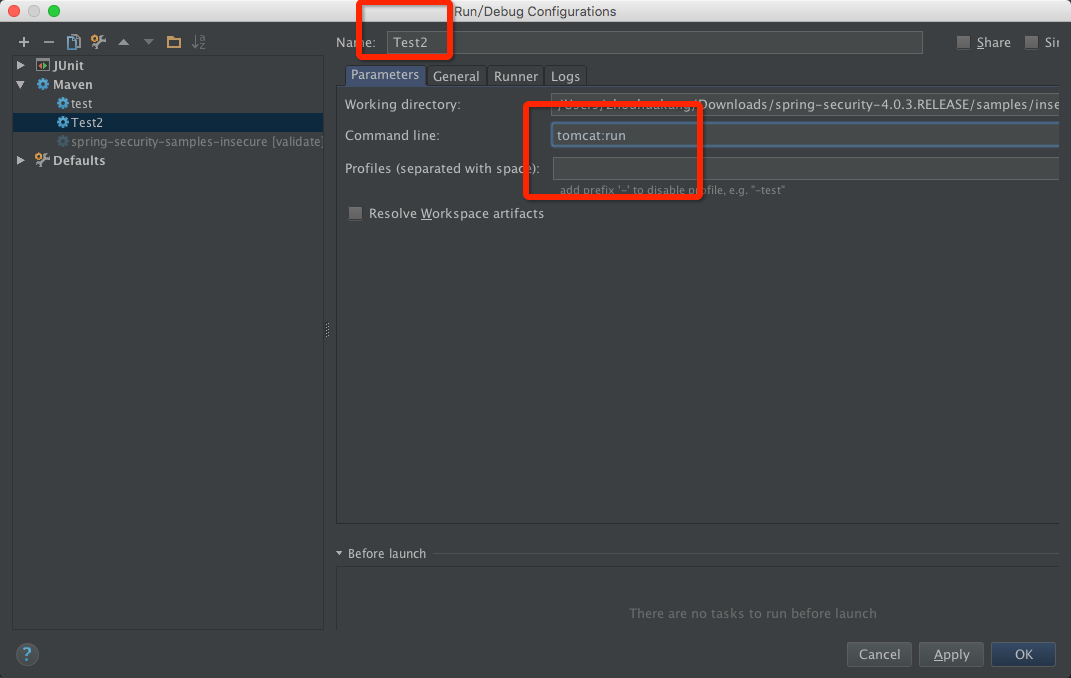 Run/Debug Configurations
Name: Test2 Share Sin
JUnit
Maven
test
Test2
spring-security-samples-insecure [validate]
Defaults
Parameters General Runner Logs
Working directory: /Downloads/spring-security-4.0.3.RELEASE/samples/inse
Command line: tomcat:run
Profiles (separated with space):
add prefix '-' to disable profile, e.g. "-test"
Resolve Workspace artifacts
Before launch
There are no tasks to run before launch
? Cancel Apply OK